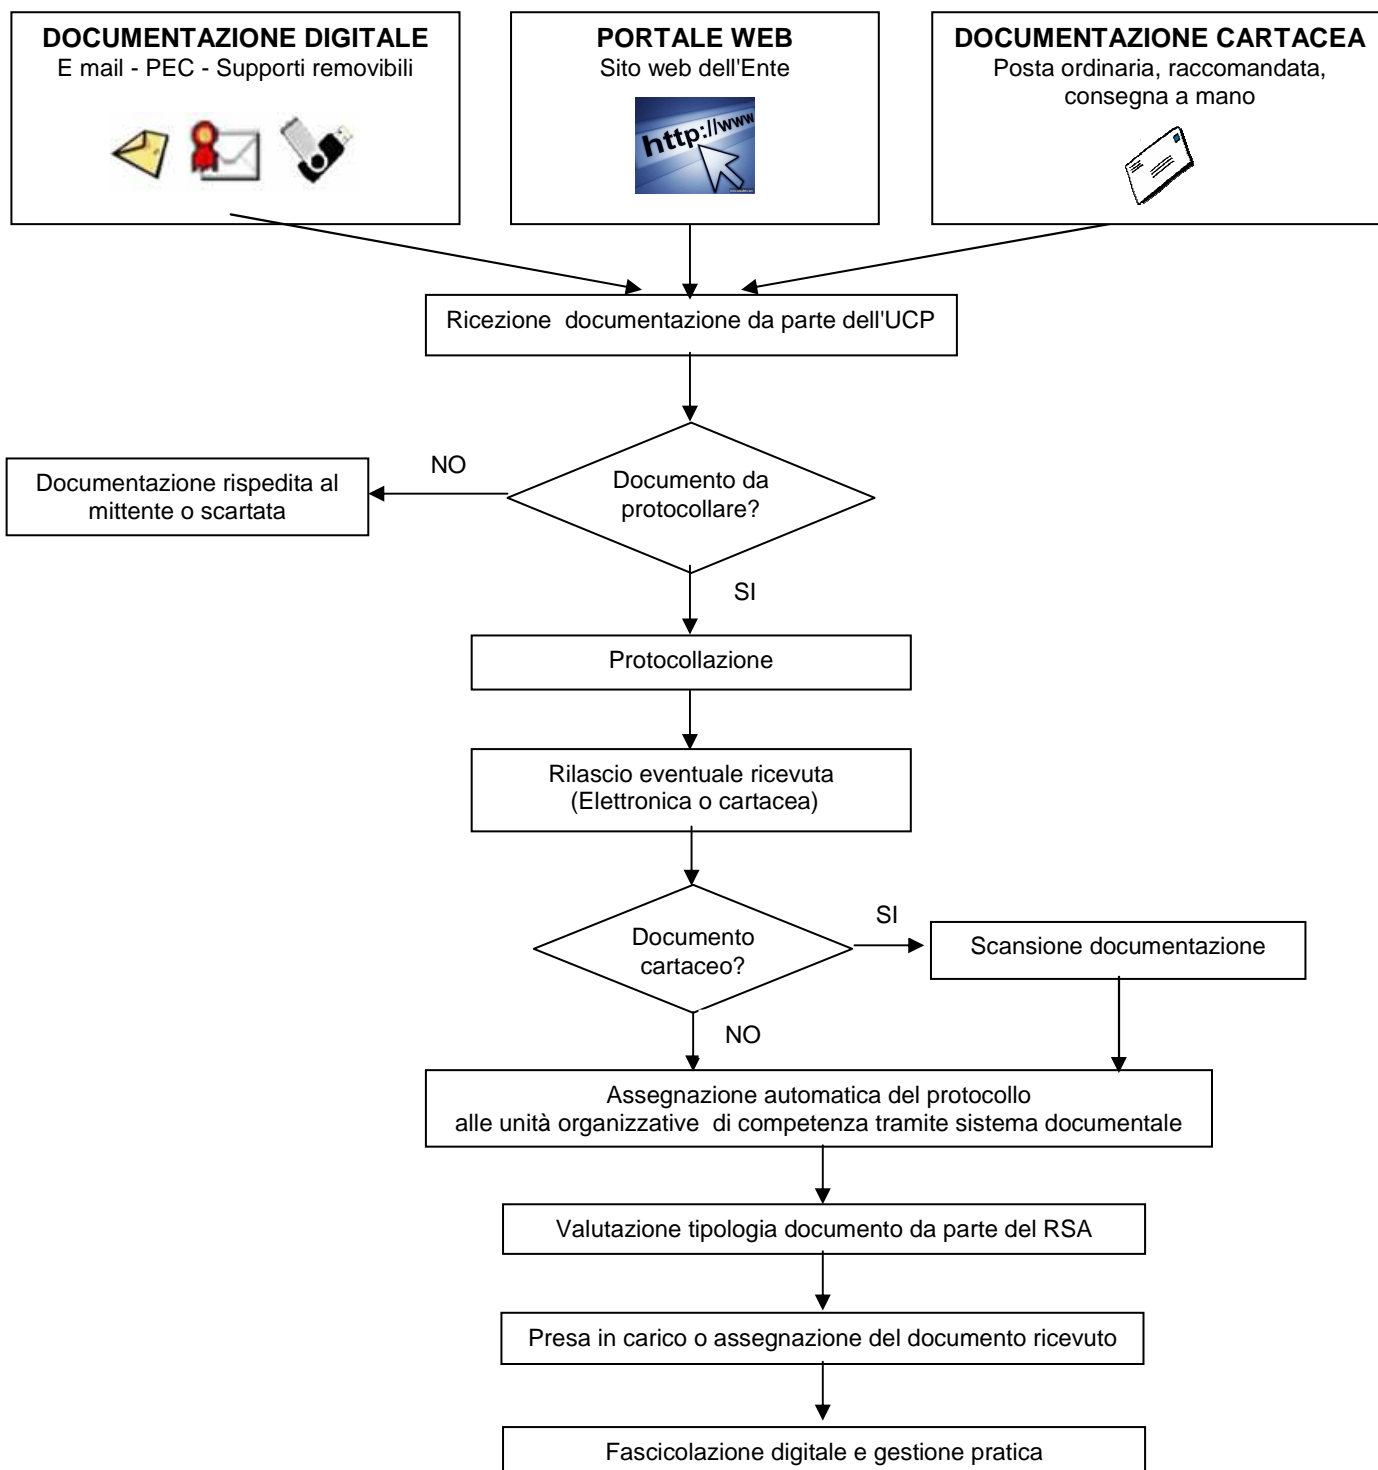 DOCUMENTAZIONE DIGITALE
E mail - PEC - Supporti removibili
PORTALE WEB
Sito web dell'Ente
http://www
DOCUMENTAZIONE CARTACEA
Posta ordinaria, raccomandata,
consegna a mano
Ricezione documentazione da parte dell'UCP
Documento da
protocollare?
NO
Documentazione rispedita al
mittente o scartata
SI
Protocollazione
Rilascio eventuale ricevuta
(Elettronica o cartacea)
Documento
cartaceo?
SI
Scansione documentazione
NO
Assegnazione automatica del protocollo
alle unità organizzative di competenza tramite sistema documentale
Valutazione tipologia documento da parte del RSA
Presa in carico o assegnazione del documento ricevuto
Fascicolazione digitale e gestione pratica